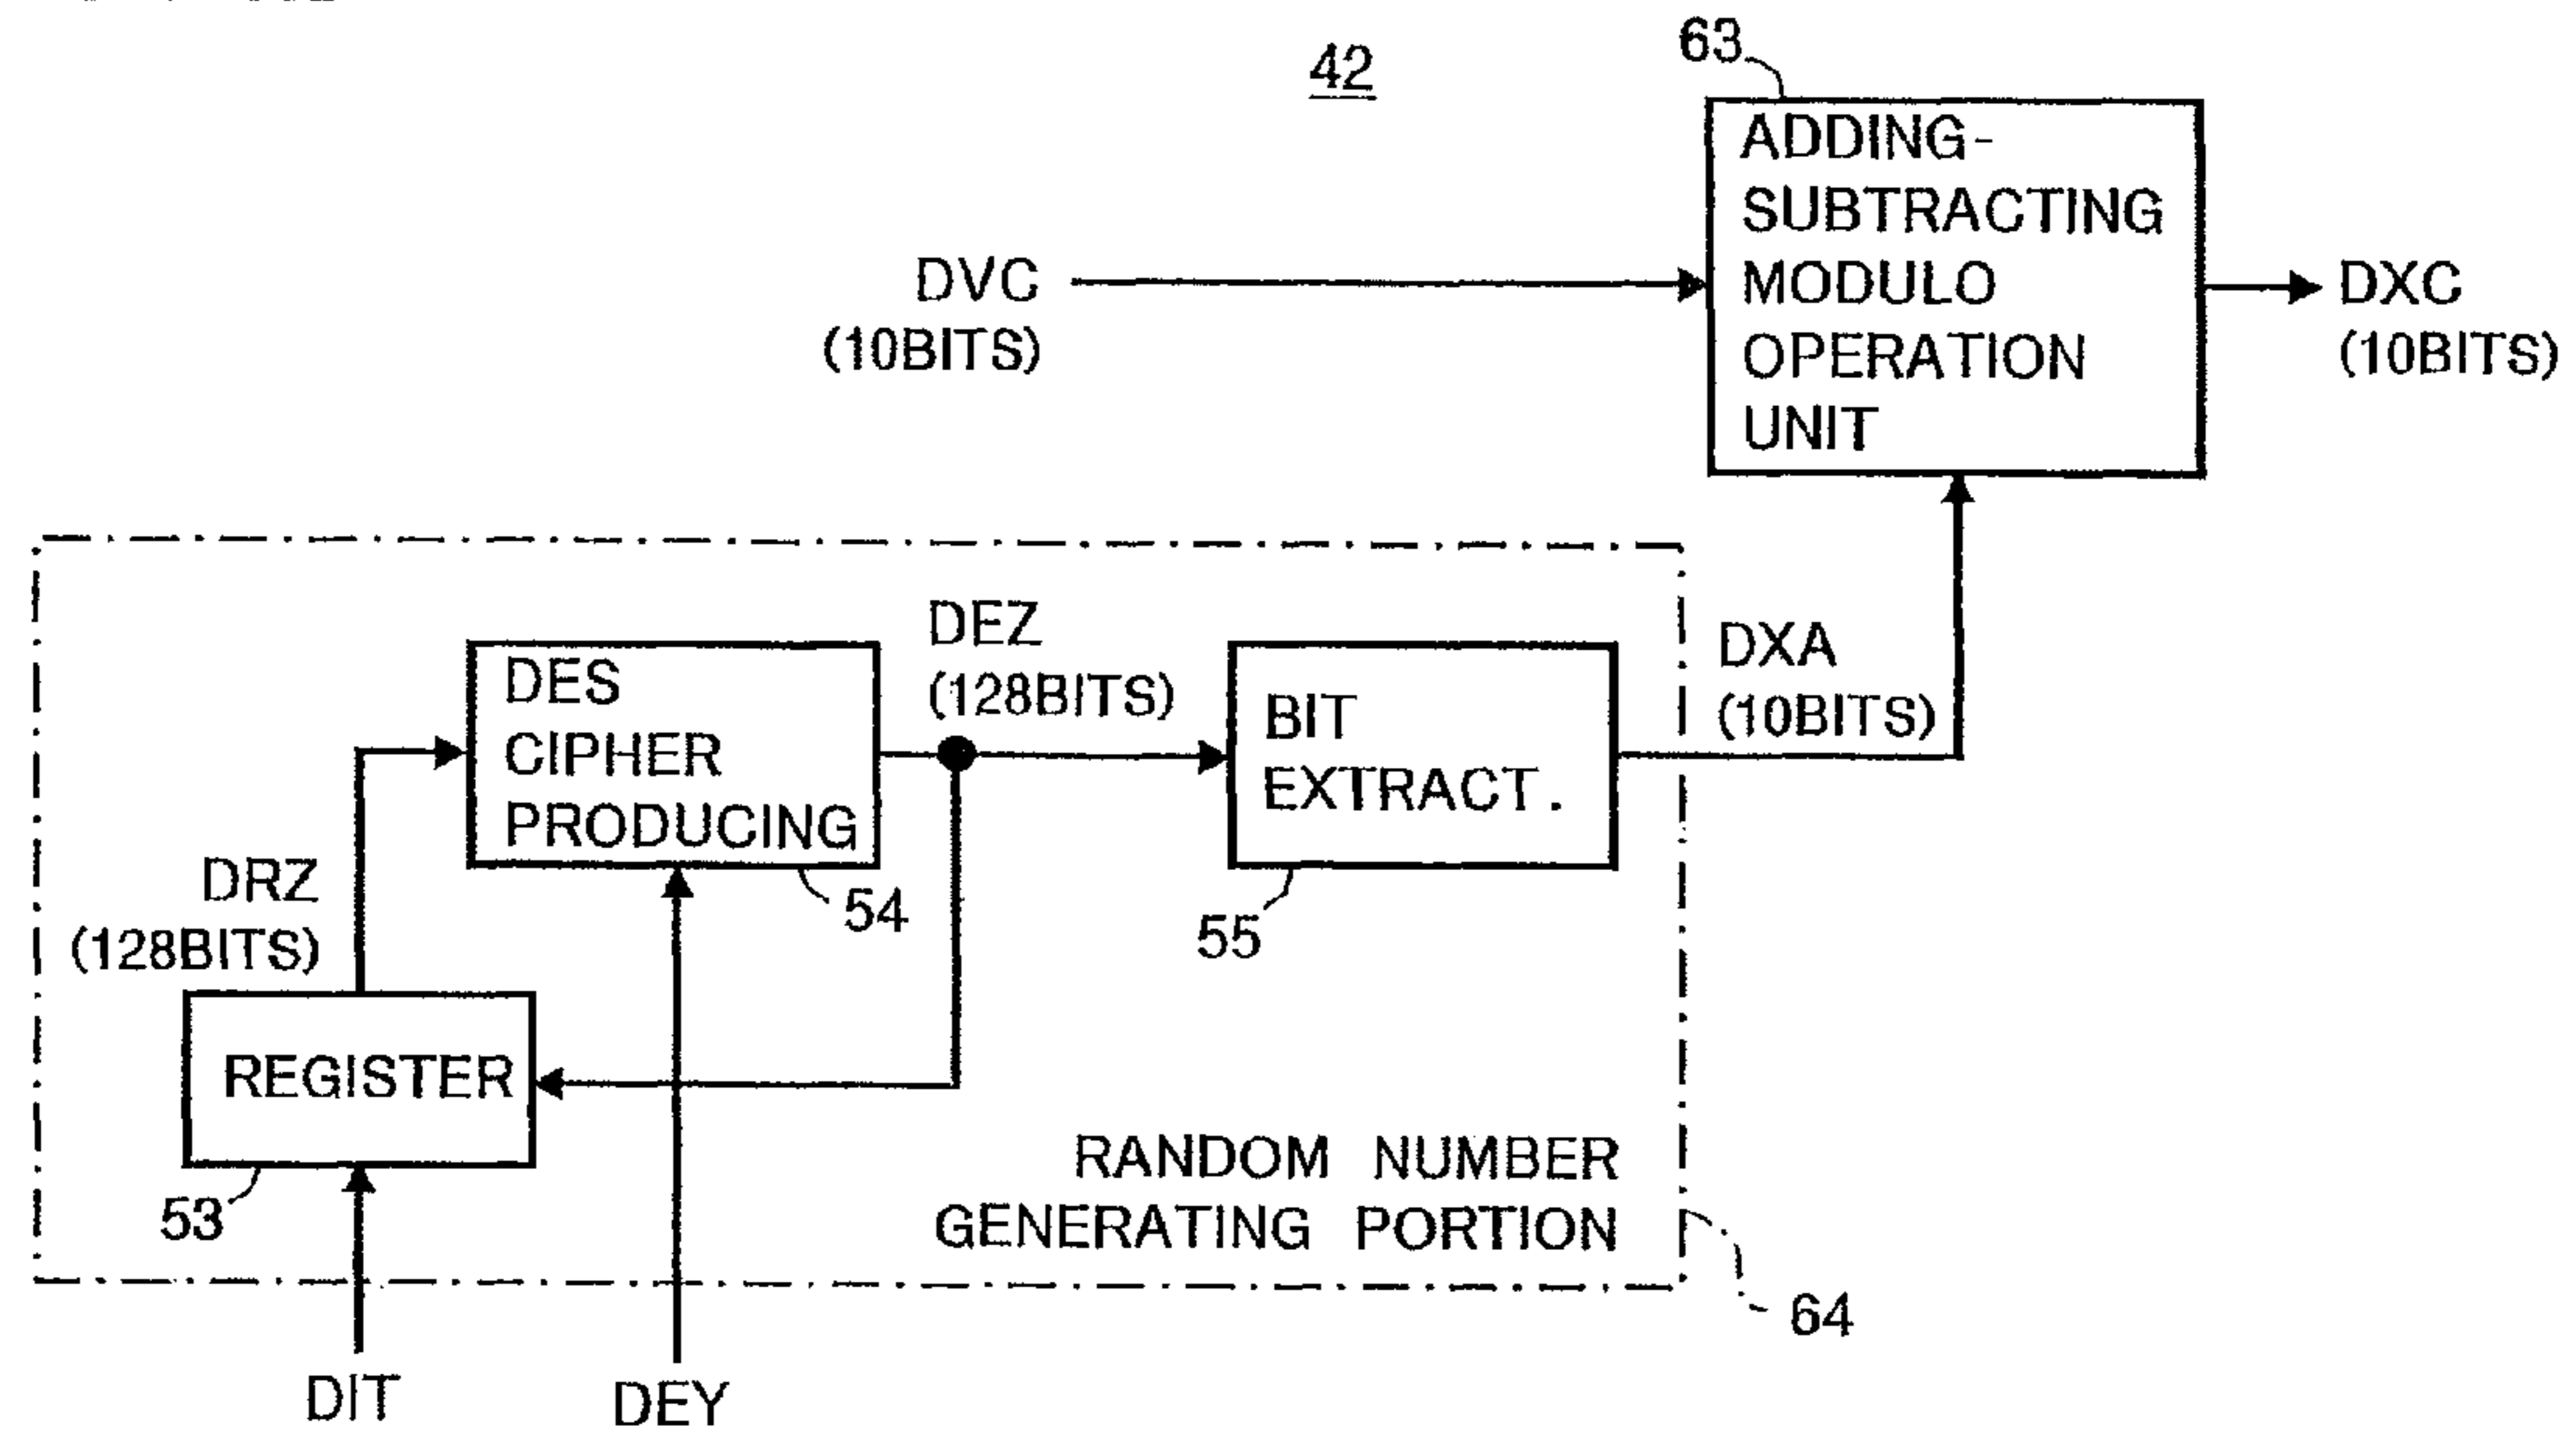 42
63
ADDING-
SUBTRACTING
MODULO
OPERATION
UNIT
DVC
(10BITS)
DXC
(10BITS)
DES
CIPHER
PRODUCING
54
DEZ
(128BITS)
BIT
EXTRACT.
55
DXA
(10BITS)
DRZ
(128BITS)
REGISTER
53
RANDOM NUMBER
GENERATING PORTION
64
DIT
DEY